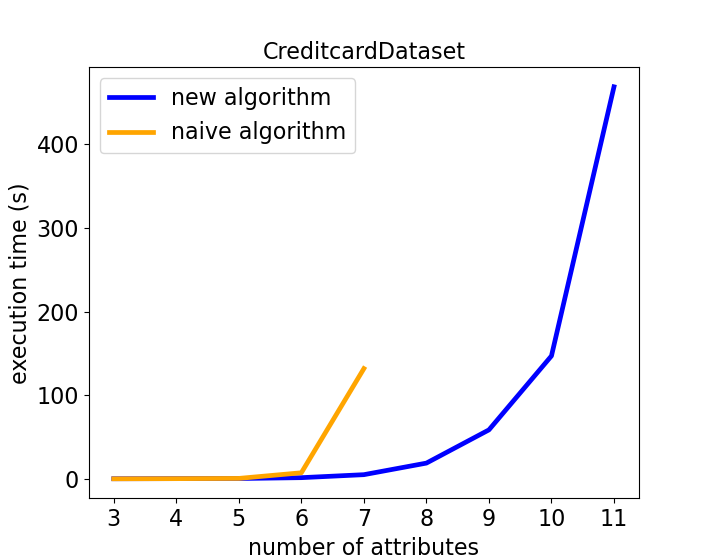 CreditcardDataset
new algorithm
naive algorithm
execution time (s)
400
300
200
100
0
3 4 5 6 7 8 9 10 11
number of attributes